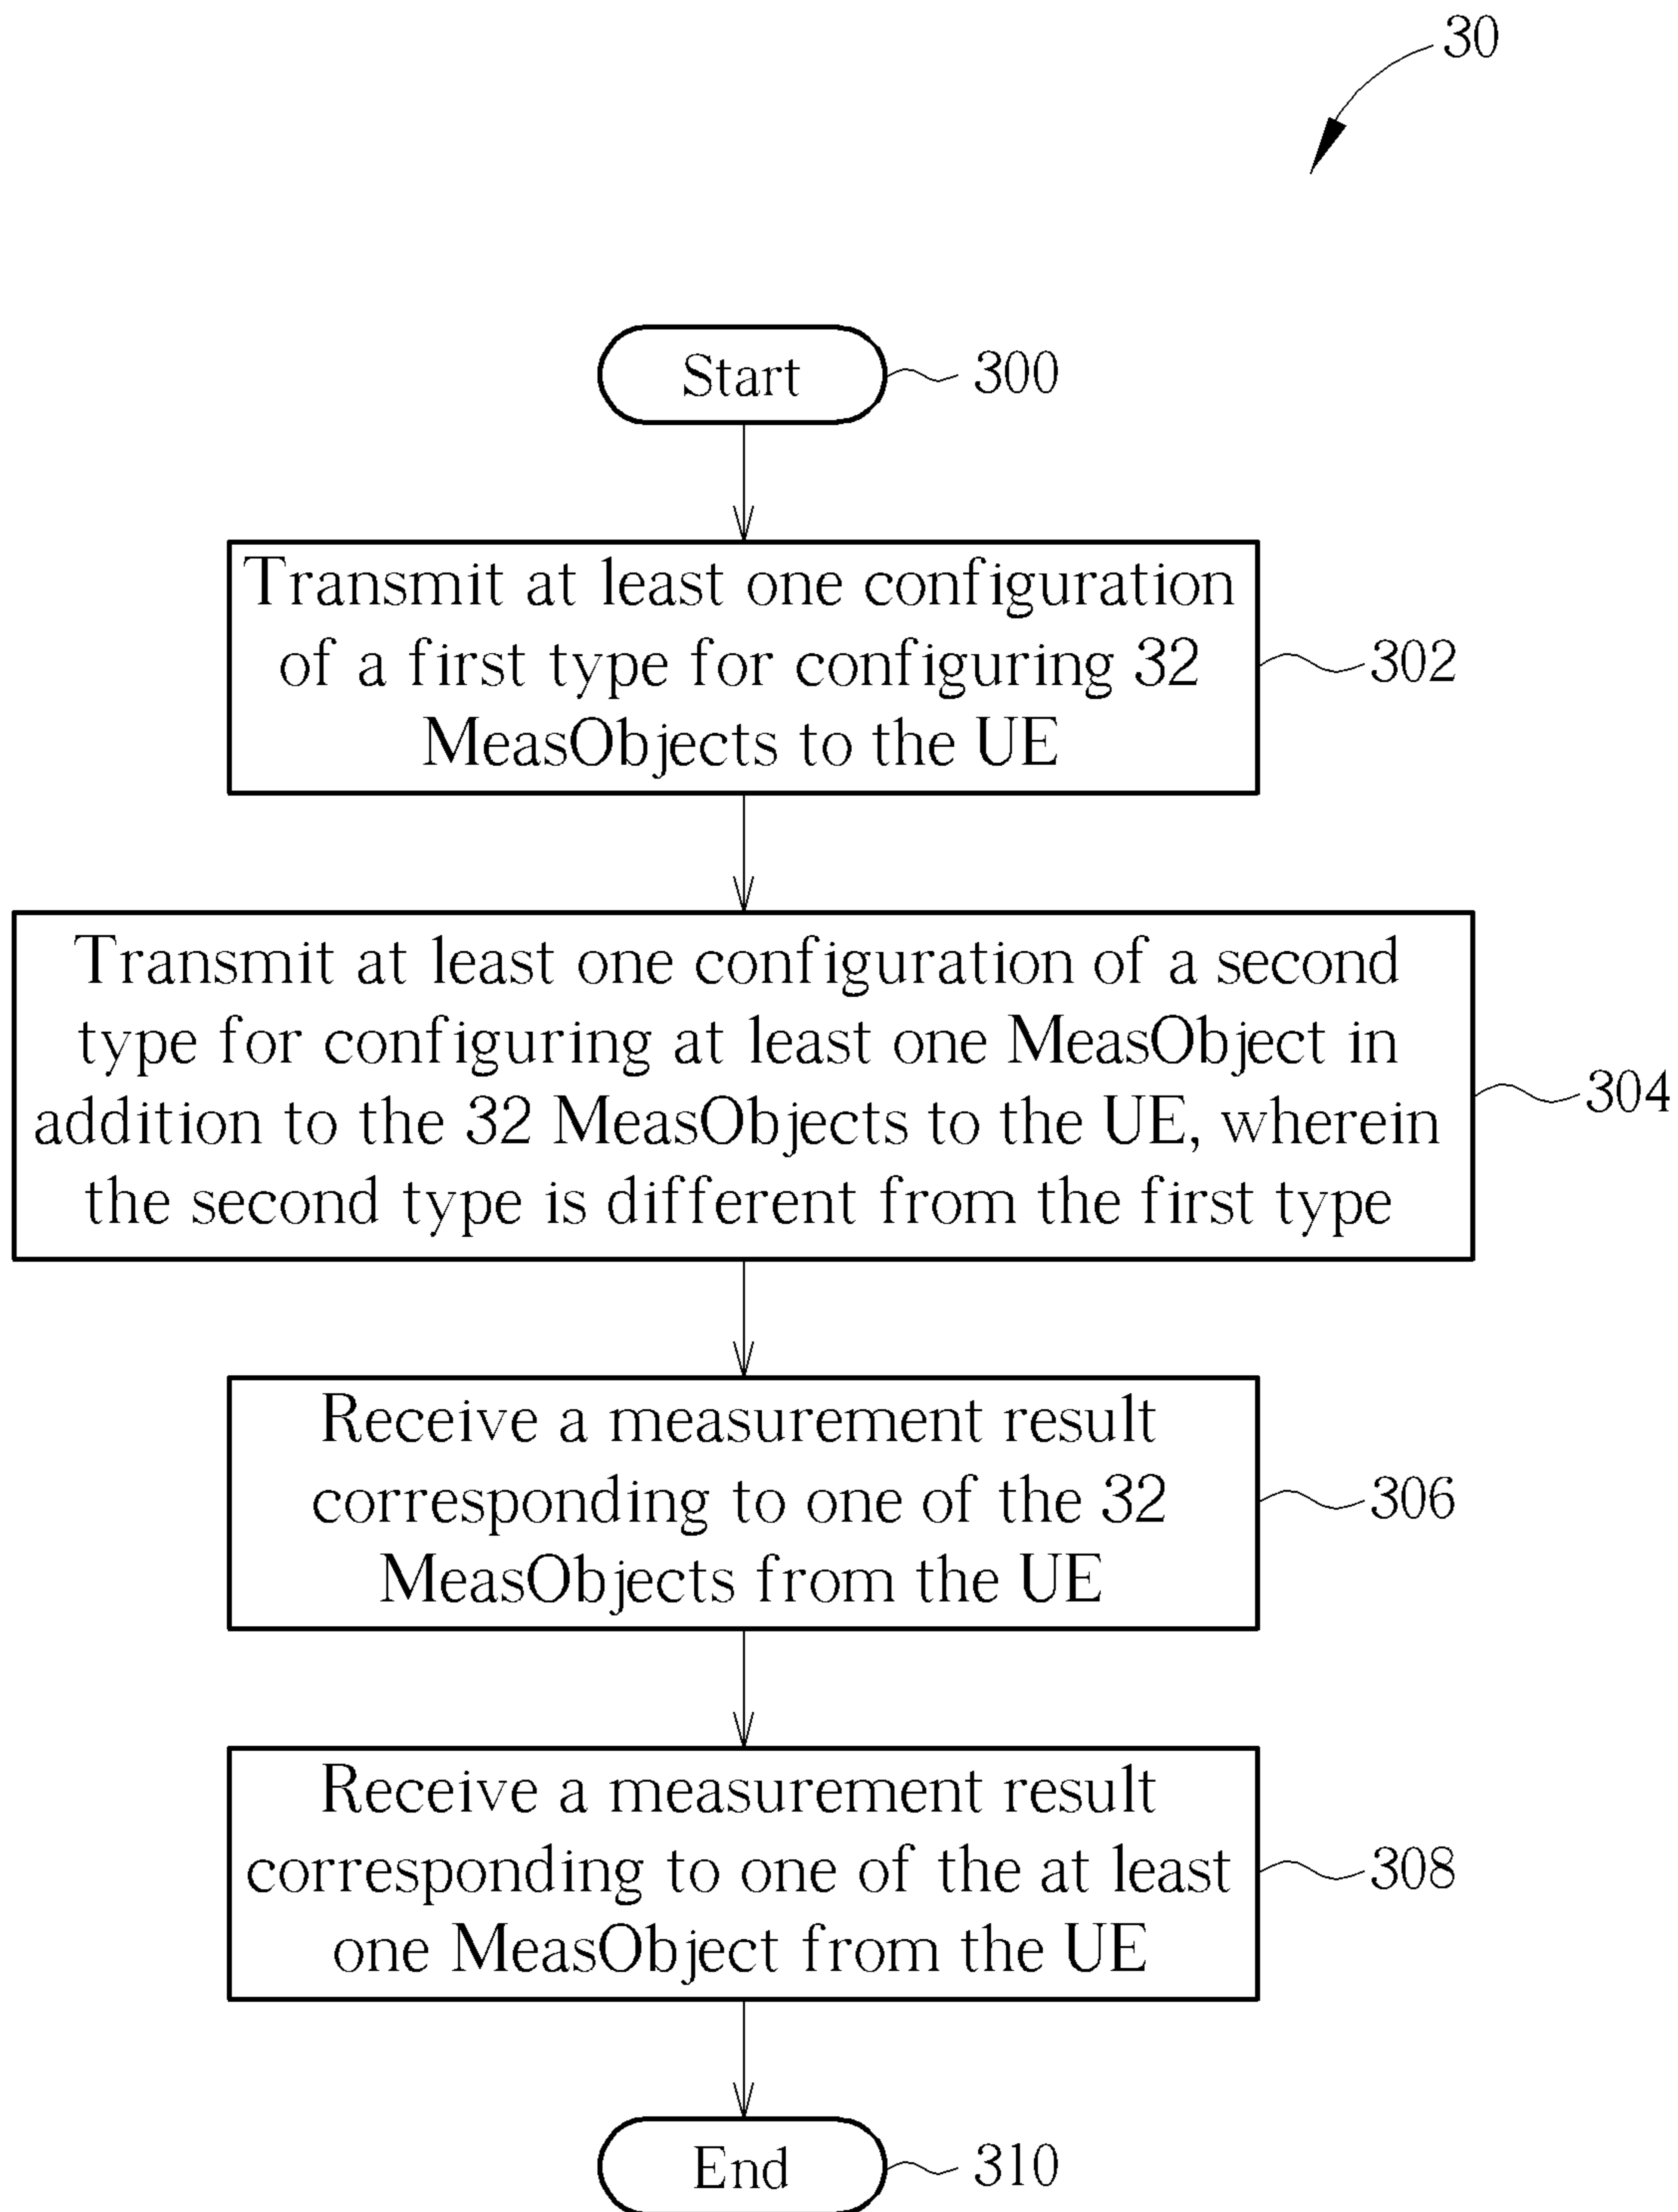 30
Start
300
Transmit at least one configuration
of a first type for configuring 32
MeasObjects to the UE
302
Transmit at least one configuration of a second
type for configuring at least one MeasObject in
addition to the 32 MeasObjects to the UE, wherein
the second type is different from the first type
304
Receive a measurement result
corresponding to one of the 32
MeasObjects from the UE
306
Receive a measurement result
corresponding to one of the at least
one MeasObject from the UE
308
End
310